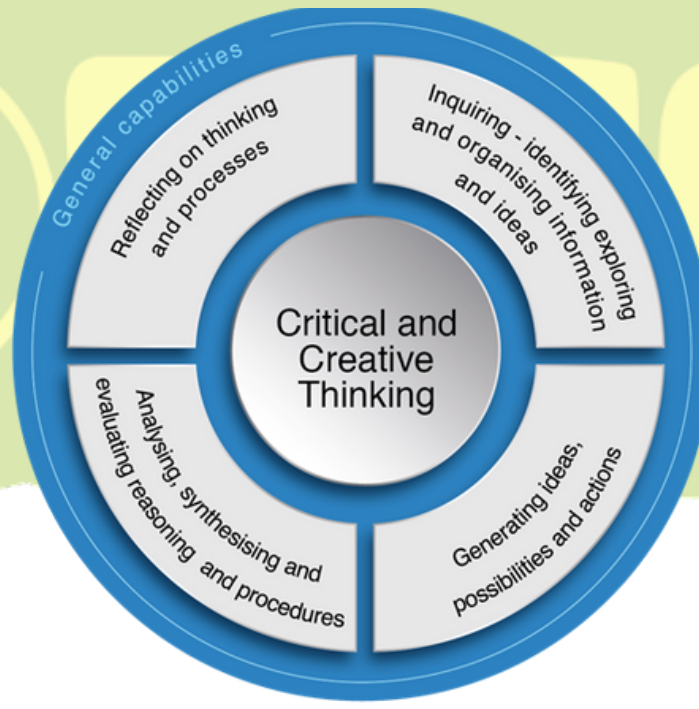 General capabilities
Reflecting on thinking
and processes
Inquiring - identifying exploring
and organising information
and ideas
Critical and
Creative
Thinking
Analysing, synthesising and
evaluating reasoning and procedures
Generating ideas,
possibilities and actions